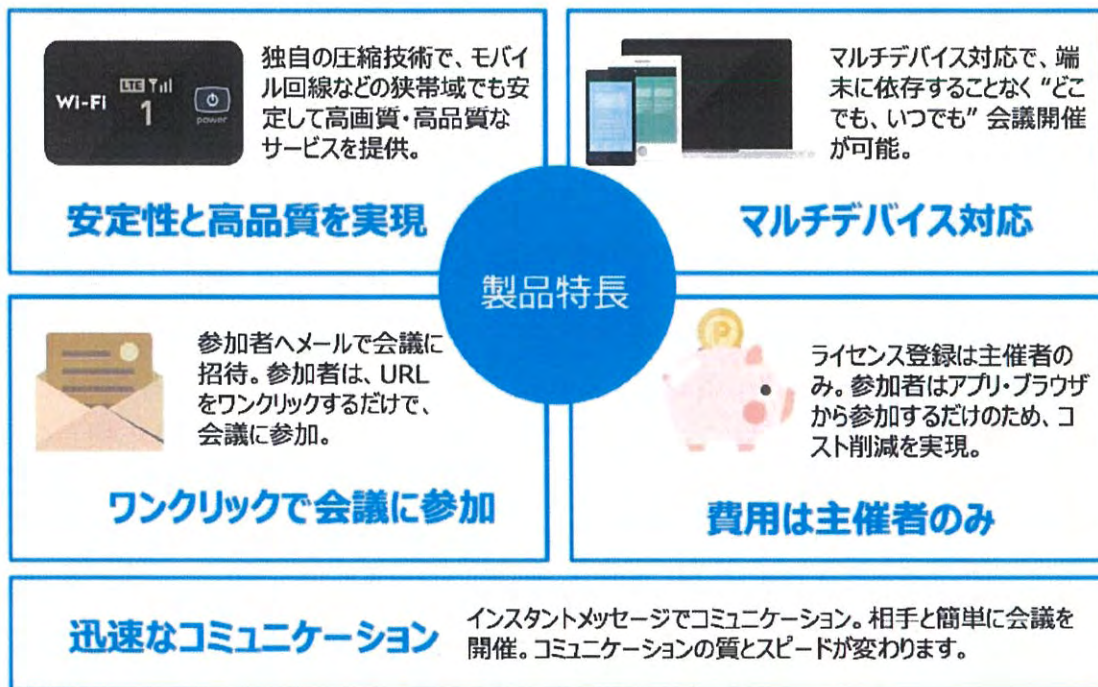 Wi-Fi
LTE
1
power
独自の圧縮技術で、モバイ
ル回線などの狭帯域でも安
定して高画質・高品質な
サービスを提供。
安定性と高品質を実現
マルチデバイス対応で、端
末に依存することなく “どこ
でも、いつでも” 会議開催
が可能。
マルチデバイス対応
製品特長
参加者へメールで会議に
招待。参加者は、URL
をワンクリックするだけで、
会議に参加。
ワンクリックで会議に参加
P
ライセンス登録は主催者の
み。参加者はアプリ・ブラウザ
から参加するだけのため、コ
スト削減を実現。
費用は主催者のみ
迅速なコミュニケーション
インスタントメッセージでコミュニケーション。相手と簡単に会議を
開催。コミュニケーションの質とスピードが変わります。